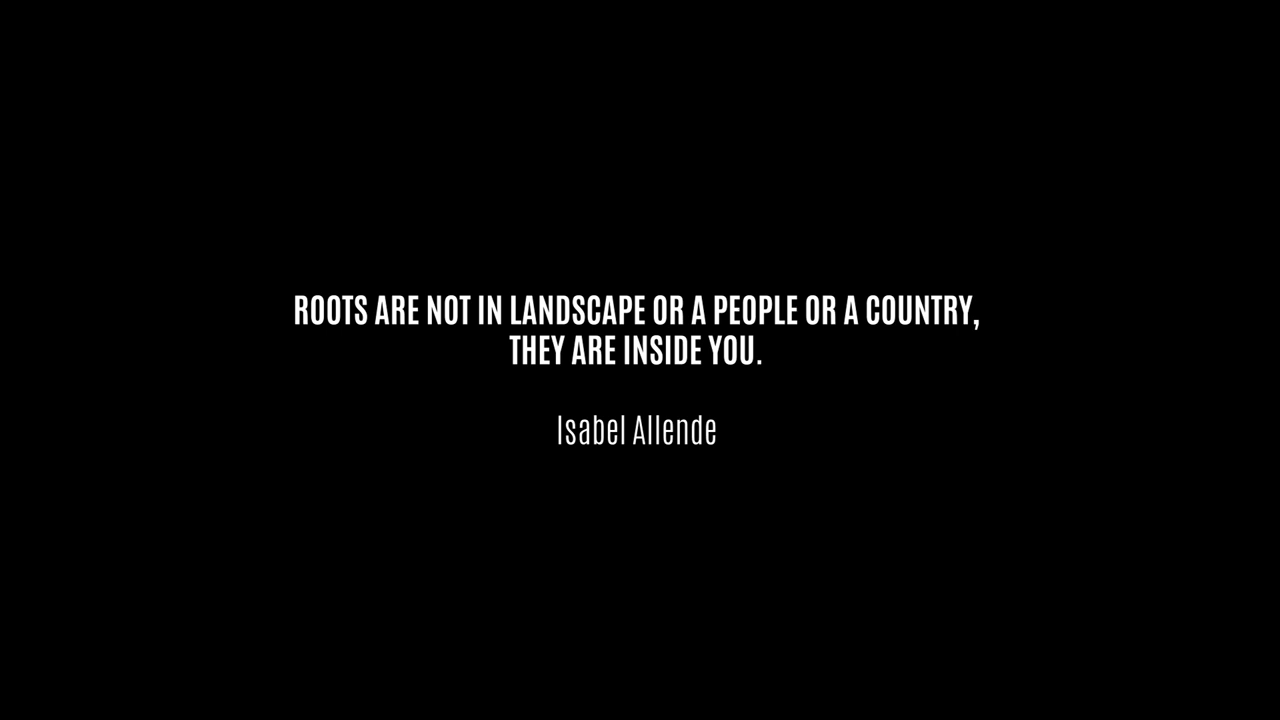 ROOTS ARE NOT IN LANDSCAPE OR A PEOPLE OR A COUNTRY,
THEY ARE INSIDE YOU.
Isabel Allende